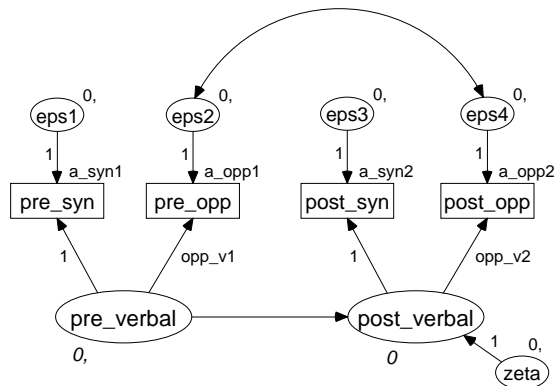 0, 0, 0, 0,
eps1 eps2 eps3 eps4
1 1 1 1
a_syn1 a_opp1 a_syn2 a_opp2
pre_syn pre_opp post_syn post_opp
1 opp_v1 1 opp_v2
pre_verbal post_verbal
0, 0 1 0,
zeta